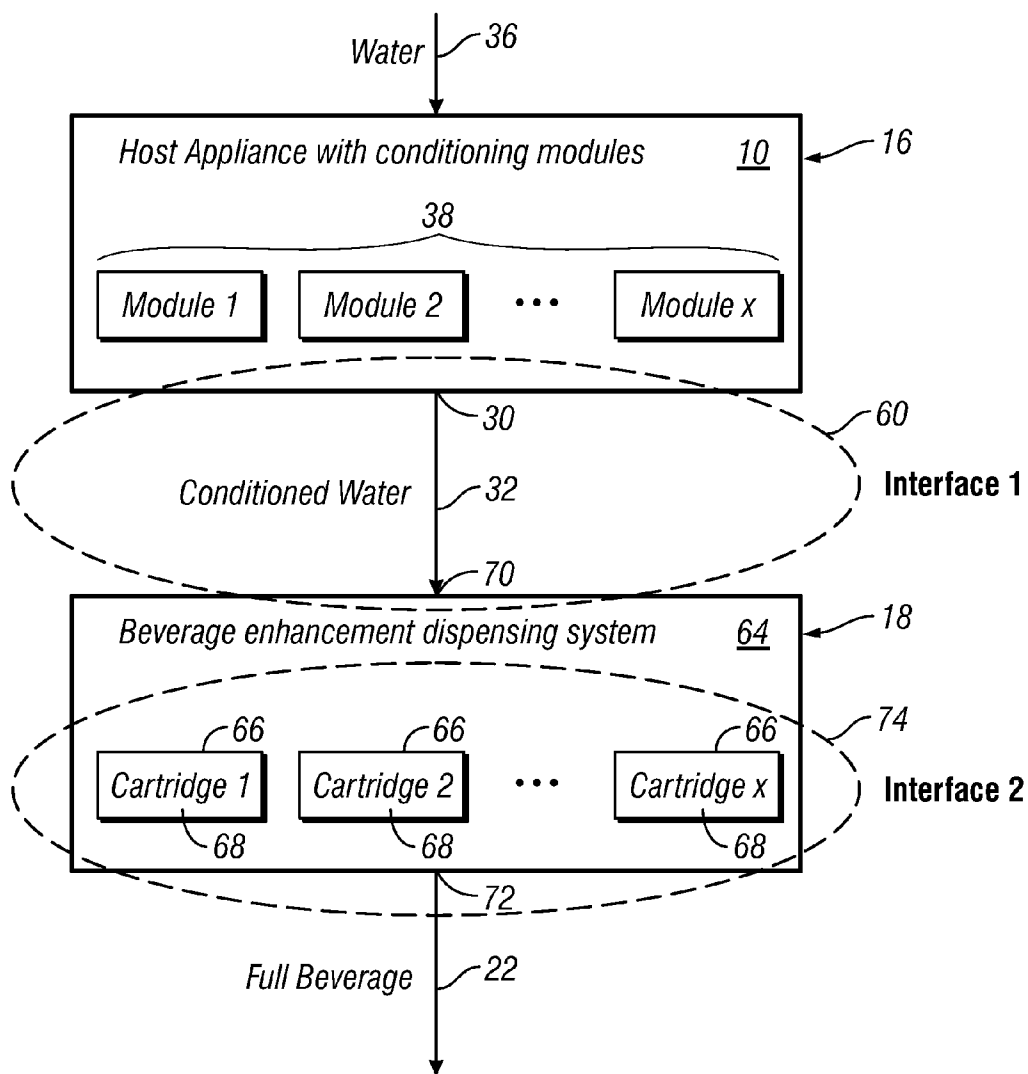 36
Water
Host Appliance with conditioning modules 10
16
38
Module 1 Module 2 ••• Module x
30
60
Conditioned Water 32
Interface 1
70
Beverage enhancement dispensing system 64
18
74
66 66 66
Cartridge 1 Cartridge 2 ••• Cartridge x
Interface 2
68 68 68
72
Full Beverage 22